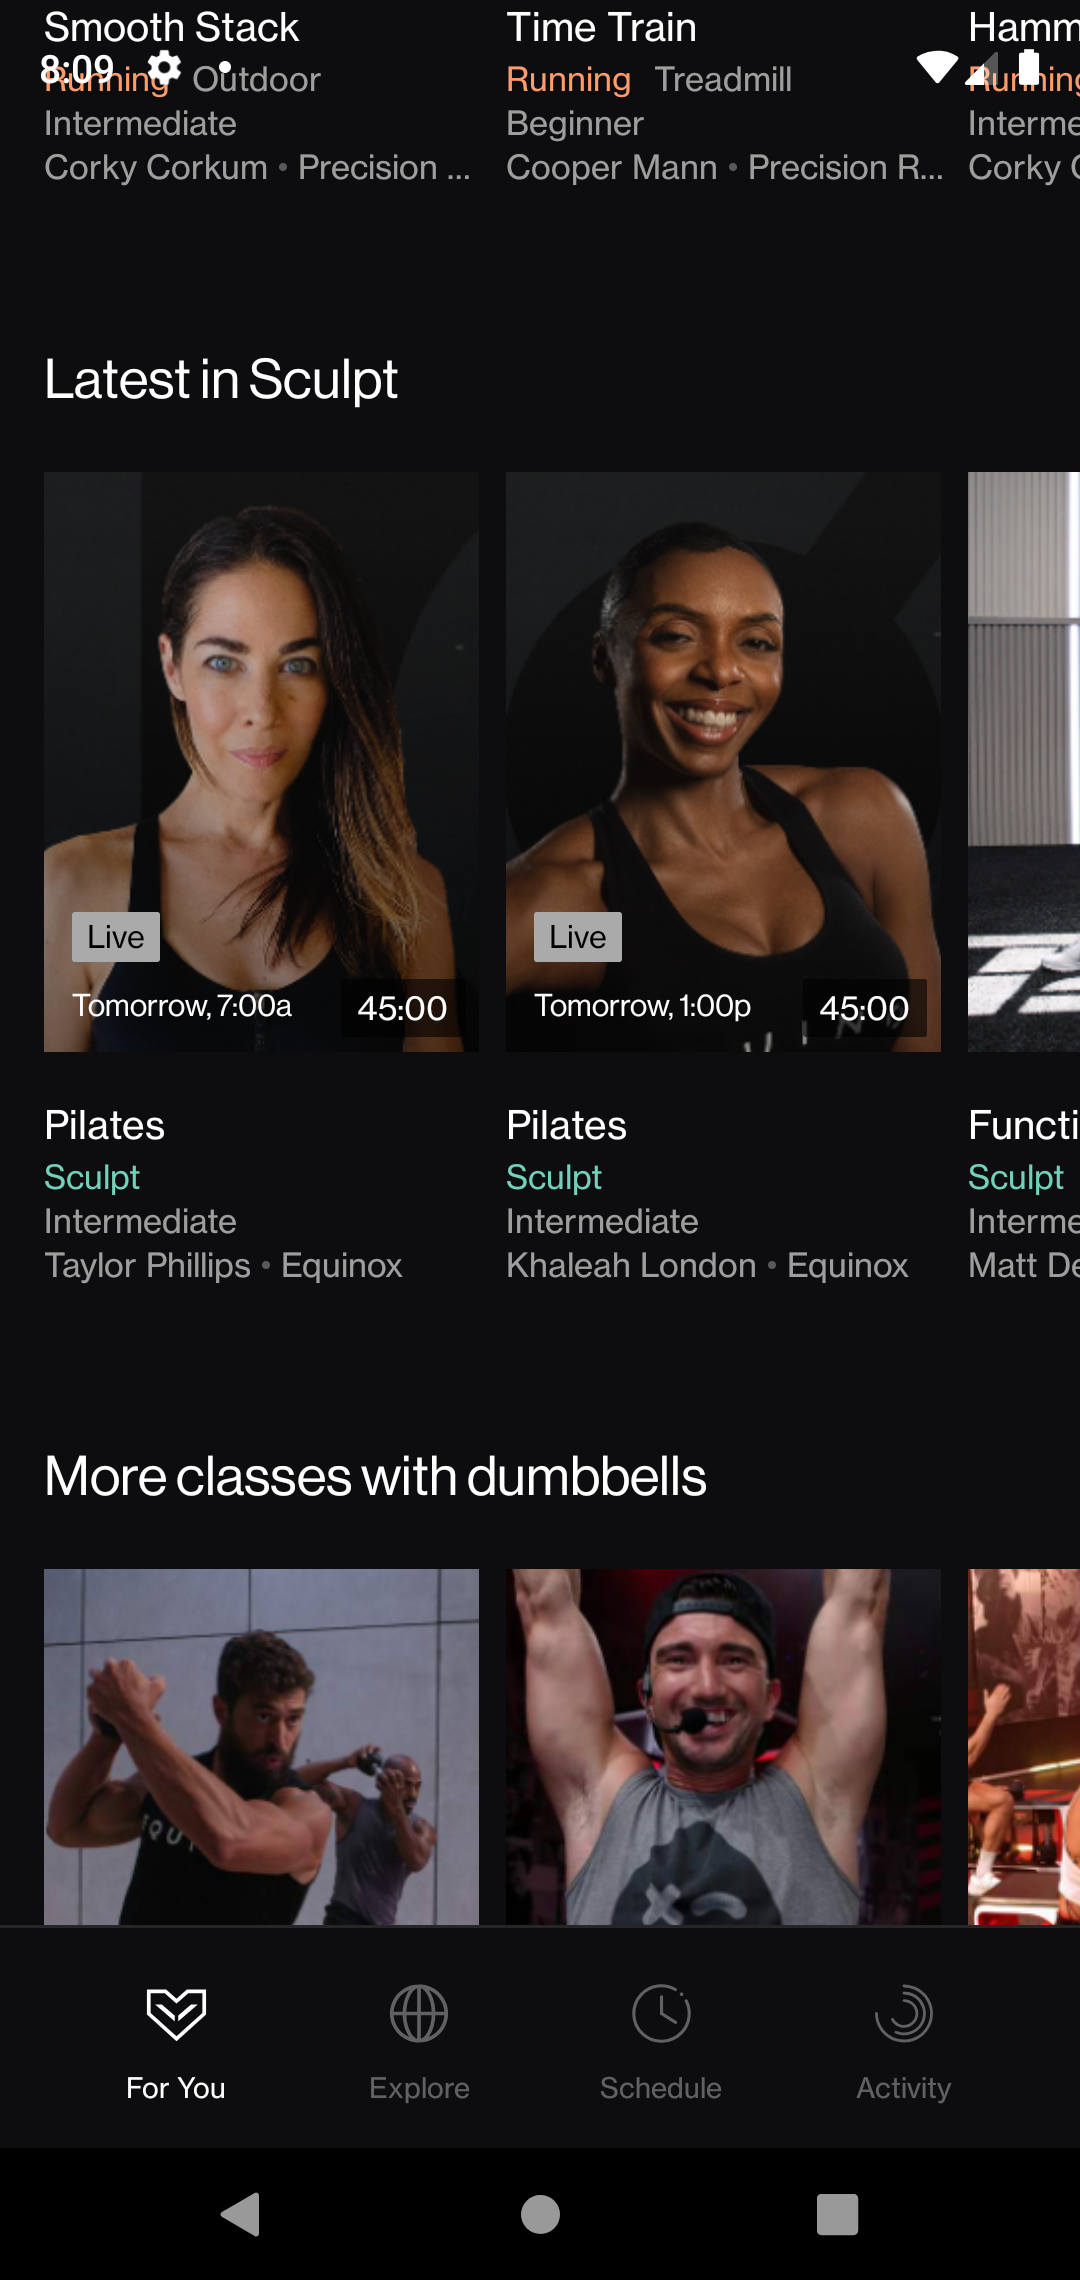 Smooth Stack
Time Train
Hamm
8:09
Running Outdoor
Running Treadmill
Running
Intermediate
Beginner
Interme
Corky Corkum • Precision ...
Cooper Mann • Precision R...
Corky C
Latest in Sculpt
Live
Tomorrow, 7:00a
45:00
Live
Tomorrow, 1:00p
45:00
Pilates
Sculpt
Intermediate
Taylor Phillips • Equinox
Pilates
Sculpt
Intermediate
Khaleah London • Equinox
Functi
Sculpt
Interme
Matt De
More classes with dumbbells
EQUI
For You
Explore
Schedule
Activity